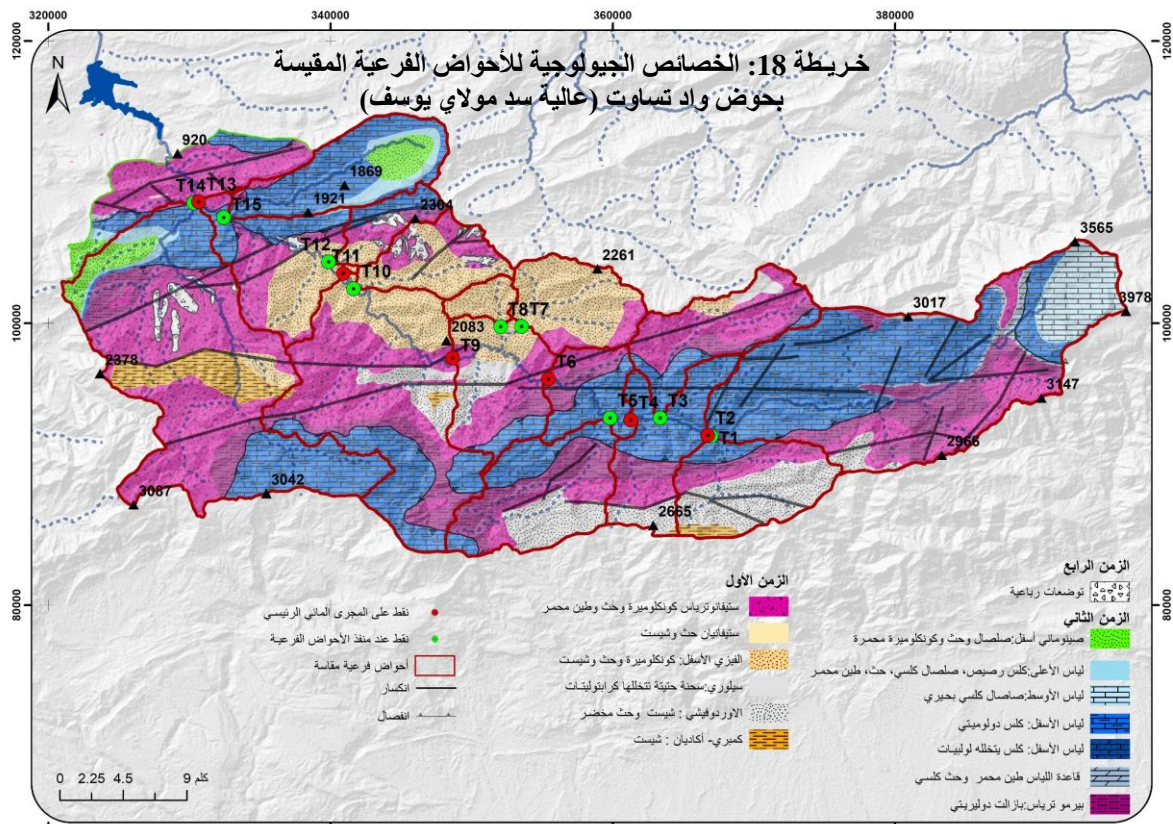 320000 340000 360000 380000
120000 120000
خريطة 18: الخصائص الجيولوجية للأحواض الفرعية المقيسة
بحوض واد تساوت (عالية سد مولاي يوسف)
N
920
1869
T14 T13
1921
T15
2304
3565
T12
T11
2261
T10
3978
100000 100000
3017
T8 T7
2083
T9
2378
T6
3147
T5 T4 T3
T2
T1
2966
3042
3087
2665
80000 80000
الزمن الرابع
توضعات رباعية
الزمن الثاني
صينوماني أسفل:صلصال وحث وكونكلوميرة محمرة
لياس الأعلى:كلس رصيص، صلصال كلسي، حث، طين محمر
لياس الأوسط:صاصال كلسي بحيري
لياس الأسفل: كلس دولوميتي
لياس الأسفل: كلس يتخلله لولبيات
قاعدة اللياس طين محمر وحث كلسي
بيرمو ترياس:بازالت دوليريتي
الزمن الأول
ستيفانوترياس كونكلوميرة وحث وطين محمر
ستيفانيان حث وشيست
الفيزي الأسفل: كونكلوميرة وحث وشيست
سيلوري:سحنة حتيتة تتخللها كرابتوليتات
الاوردوفيشي : شيست وحث مخضر
كمبري- أكاديان : شيست
نقط على المجرى المائي الرئيسي
نقط عند منفذ الأحواض الفرعية
أحواض فرعية مقاسة
انكسار
انفصال
0 2.25 4.5 9 كلم